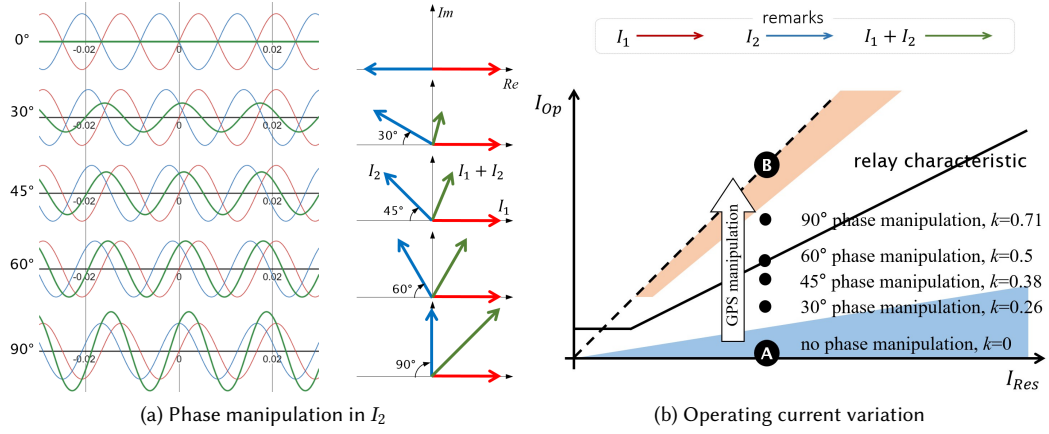 0°
-0.02
0
0.02
30°
-0.02
0
0.02
45°
-0.02
0
0.02
60°
-0.02
0
0.02
90°
-0.02
0
0.02
Im
Re
30°
I₂
I₁ + I₂
45°
I₁
60°
90°
(a) Phase manipulation in I₂
remarks
I₁
I₂
I₁ + I₂
I_Op
B
relay characteristic
GPS manipulation
90° phase manipulation, k=0.71
60° phase manipulation, k=0.5
45° phase manipulation, k=0.38
30° phase manipulation, k=0.26
no phase manipulation, k=0
A
I_Res
(b) Operating current variation